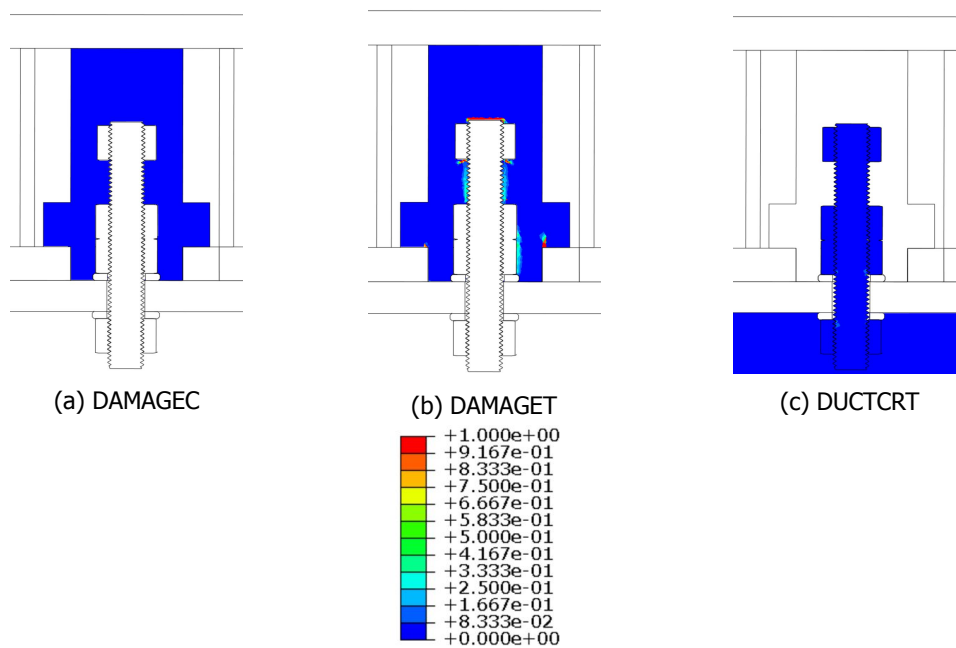 (a) DAMAGEC
(b) DAMAGET
(c) DUCTCRT
+1.000e+00
+9.167e-01
+8.333e-01
+7.500e-01
+6.667e-01
+5.833e-01
+5.000e-01
+4.167e-01
+3.333e-01
+2.500e-01
+1.667e-01
+8.333e-02
+0.000e+00